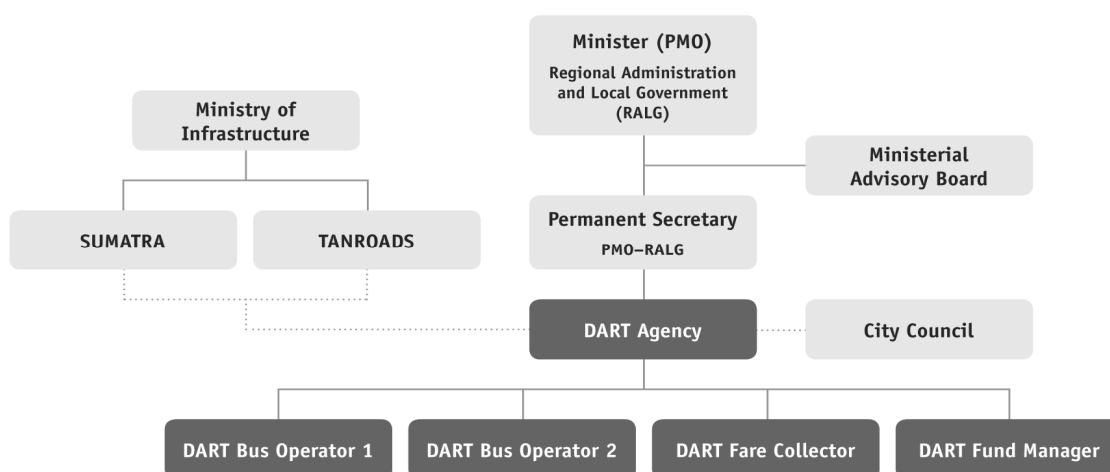 Minister (PMO)
Regional Administration
and Local Government
(RALG)
Ministry of
Infrastructure
Ministerial
Advisory Board
SUMATRA
TANROADS
Permanent Secretary
PMO–RALG
DART Agency
City Council
DART Bus Operator 1
DART Bus Operator 2
DART Fare Collector
DART Fund Manager